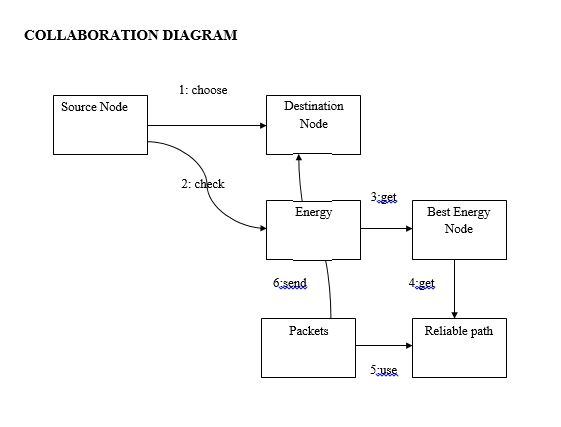 COLLABORATION DIAGRAM
1: choose
Source Node
Destination
Node
2: check
3:get
Energy
Best Energy
Node
6:send
4:get
Packets
Reliable path
5:use